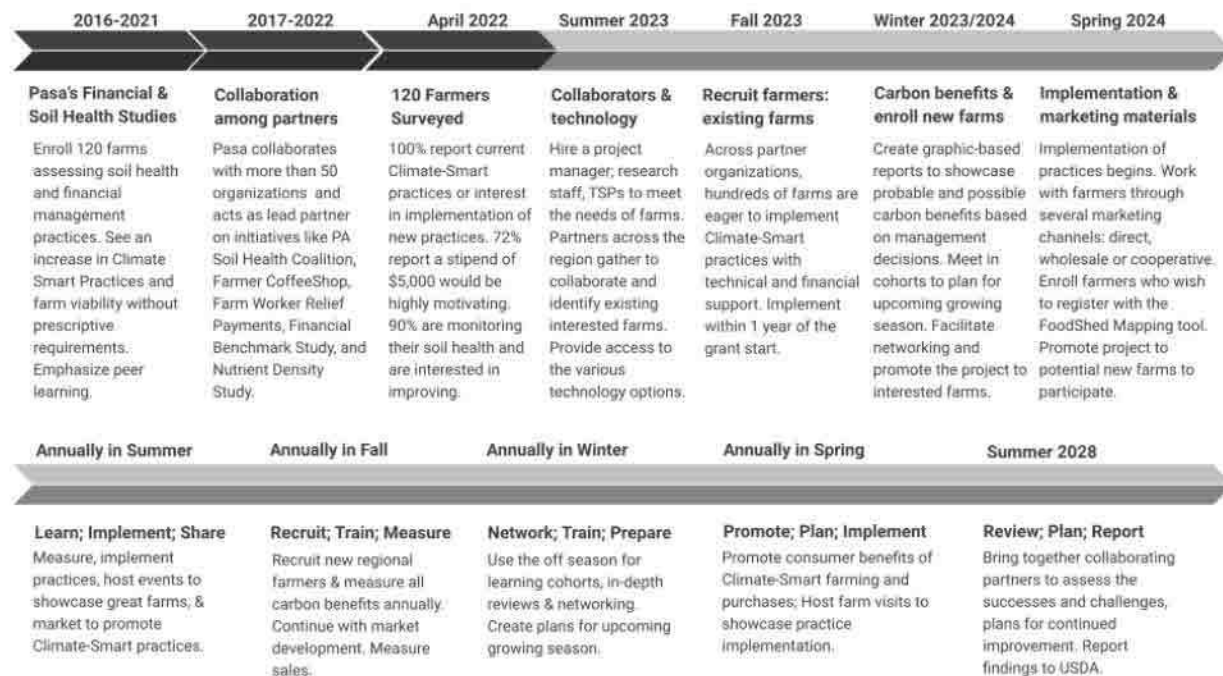 2016-2021
2017-2022
April 2022
Summer 2023
Fall 2023
Winter 2023/2024
Spring 2024
Pasa's Financial &
Soil Health Studies
Enroll 120 farms
assessing soil health
and financial
management
practices. See an
increase in Climate
Smart Practices and
farm viability without
prescriptive
requirements.
Emphasize peer
learning.
Collaboration
among partners
Pasa collaborates
with more than 50
organizations and
acts as lead partner
on initiatives like PA
Soil Health Coalition,
Farmer CoffeeShop,
Farm Worker Relief
Payments, Financial
Benchmark Study, and
Nutrient Density
Study.
120 Farmers
Surveyed
100% report current
Climate-Smart
practices or interest
in implementation of
new practices. 72%
report a stipend of
$5,000 would be
highly motivating.
90% are monitoring
their soil health and
are interested in
improving.
Collaborators &
technology
Hire a project
manager; research
staff, TSPs to meet
the needs of farms.
Partners across the
region gather to
collaborate and
identify existing
interested farms.
Provide access to
the various
technology options.
Recruit farmers:
existing farms
Across partner
organizations,
hundreds of farms are
eager to implement
Climate-Smart
practices with
technical and financial
support. Implement
within 1 year of the
grant start.
Carbon benefits &
enroll new farms
Create graphic-based
reports to showcase
probable and possible
carbon benefits based
on management
decisions. Meet in
cohorts to plan for
upcoming growing
season. Facilitate
networking and
promote the project to
interested farms.
Implementation &
marketing materials
Implementation of
practices begins. Work
with farmers through
several marketing
channels: direct,
wholesale or cooperative.
Enroll farmers who wish
to register with the
FoodShed Mapping tool.
Promote project to
potential new farms to
participate.
Annually in Summer
Annually in Fall
Annually in Winter
Annually in Spring
Summer 2028
Learn; Implement; Share
Measure, implement
practices, host events to
showcase great farms, &
market to promote
Climate-Smart practices.
Recruit; Train; Measure
Recruit new regional
farmers & measure all
carbon benefits annually.
Continue with market
development. Measure
sales.
Network; Train; Prepare
Use the off season for
learning cohorts, in-depth
reviews & networking.
Create plans for upcoming
growing season.
Promote; Plan; Implement
Promote consumer benefits of
Climate-Smart farming and
purchases; Host farm visits to
showcase practice
implementation.
Review; Plan; Report
Bring together collaborating
partners to assess the
successes and challenges,
plans for continued
improvement. Report
findings to USDA.